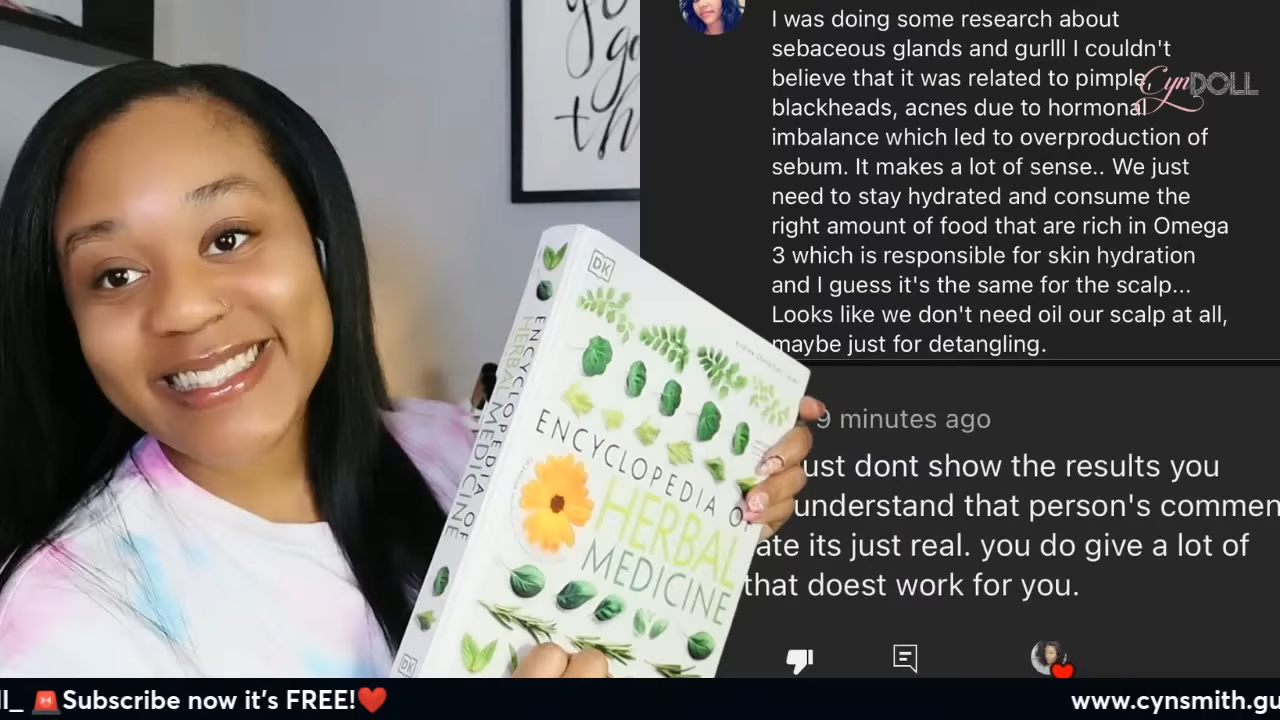 I was doing some research about
sebaceous glands and gurlll I couldn't
believe that it was related to pimple
blackheads, acnes due to hormonal
imbalance which led to overproduction of
sebum. It makes a lot of sense.. We just
need to stay hydrated and consume the
right amount of food that are rich in Omega
3 which is responsible for skin hydration
and I guess it's the same for the scalp...
Looks like we don't need oil our scalp at all,
maybe just for detangling.
CynDOLL
9 minutes ago
ust dont show the results you
understand that person's commen
ate its just real. you do give a lot of
that doest work for you.
DK
ENCYCLOPEDIA OF
HERBAL
MEDICINE
ENCYCLOPEDIA OF
HERBAL MEDICINE
DK
ll_ 🚨Subscribe now it's FREE!❤️
www.cynsmith.gu